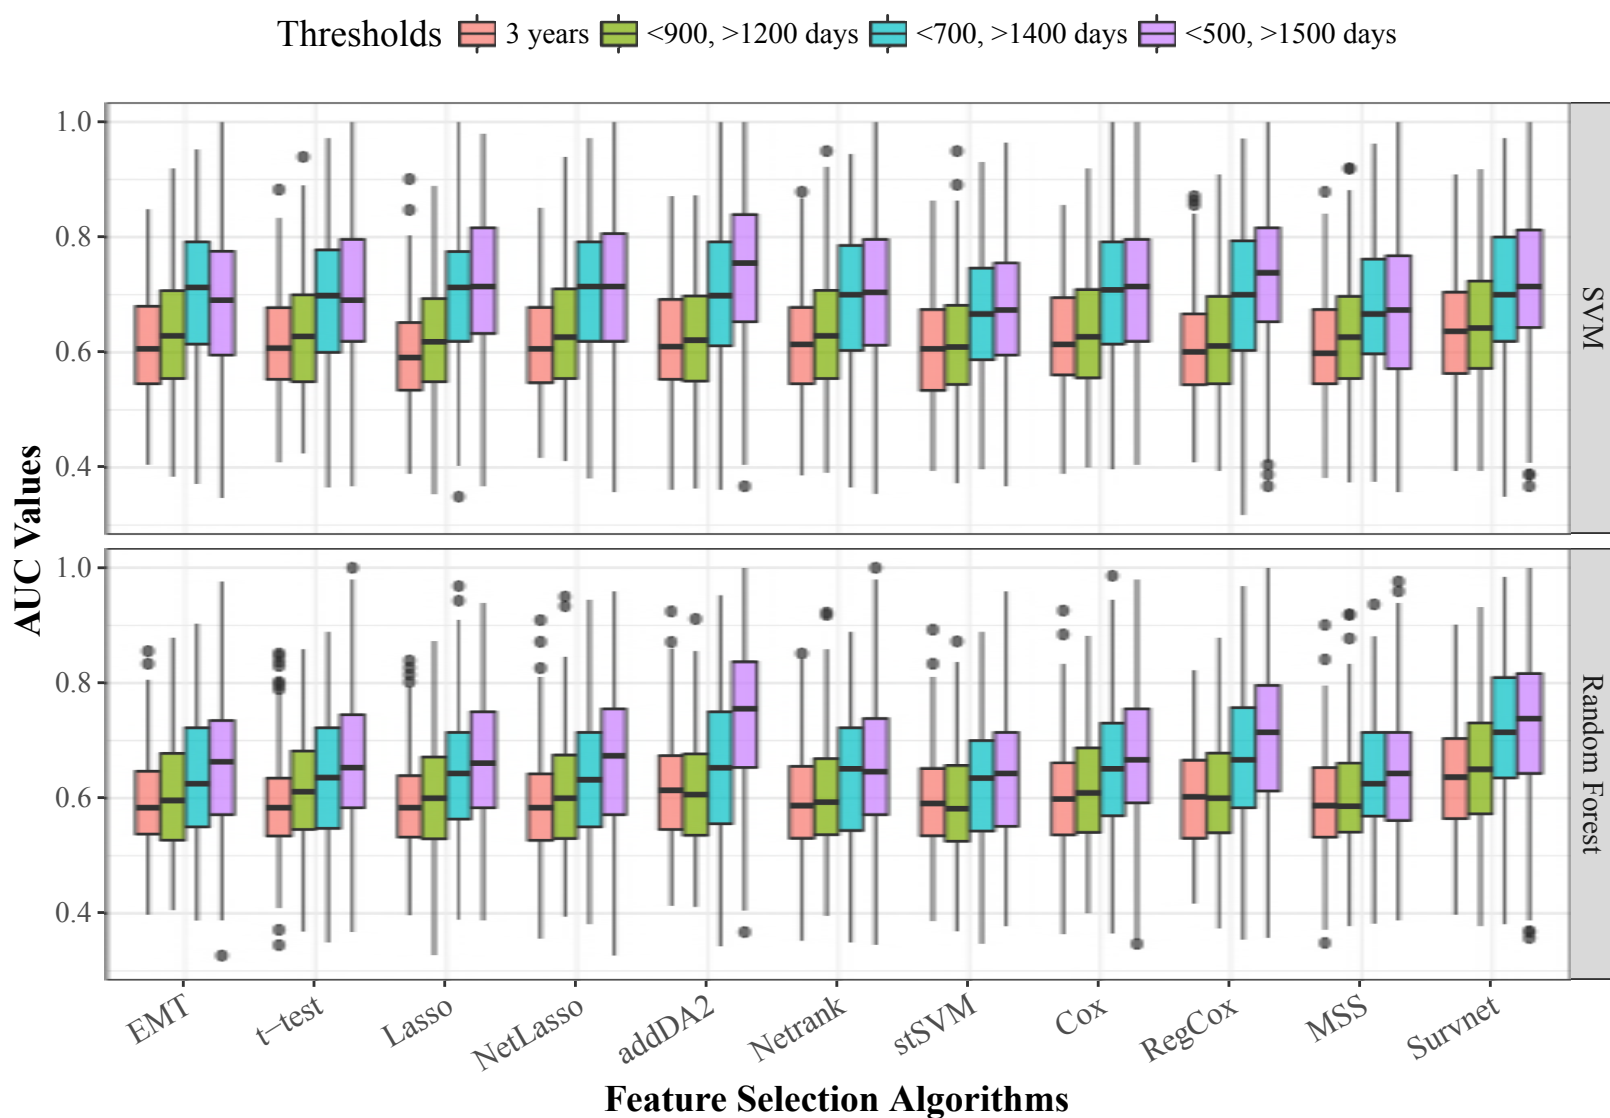 Thresholds 3 years <900, >1200 days <700, >1400 days <500, >1500 days
AUC Values
1.0
0.8
0.6
0.4
SVM
1.0
0.8
0.6
0.4
Random Forest
EMT
t−test
Lasso
NetLasso
addDA2
Netrank
stSVM
Cox
RegCox
MSS
Survnet
Feature Selection Algorithms